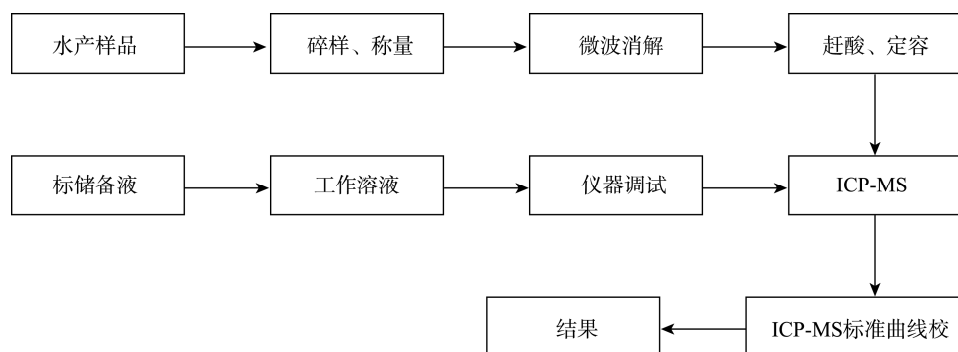 水产样品
碎样、称量
微波消解
赶酸、定容
标储备液
工作溶液
仪器调试
ICP-MS
结果
ICP-MS标准曲线校